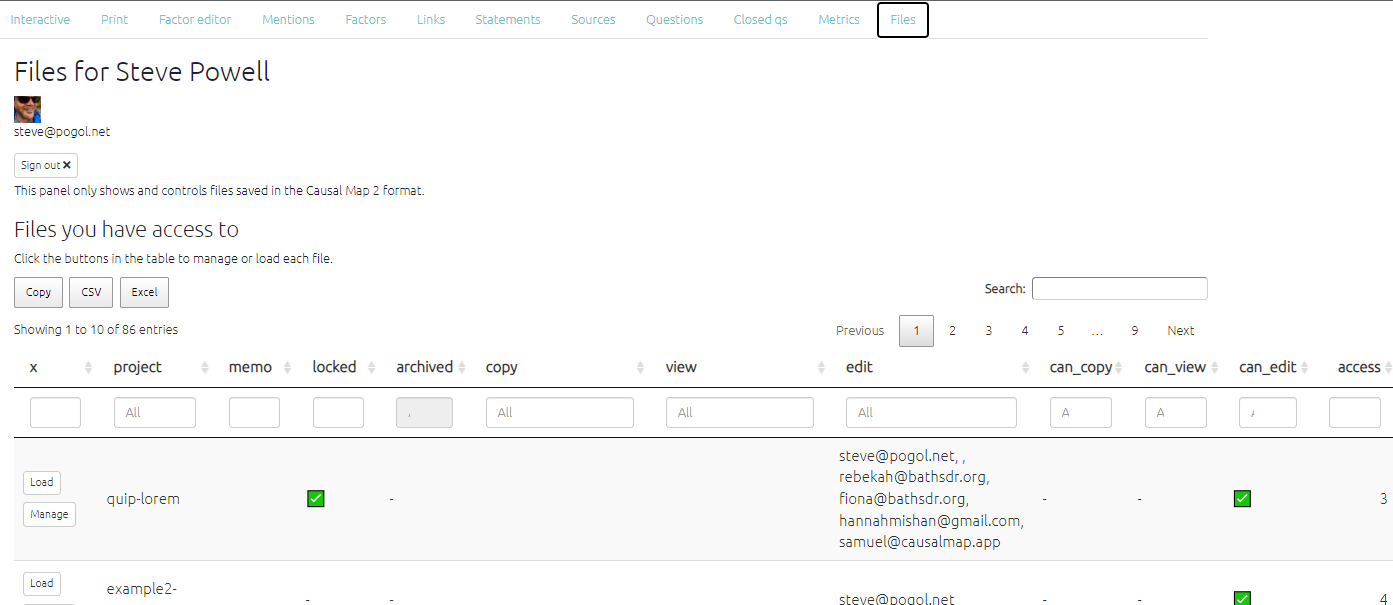 Interactive Print Factor editor Mentions Factors Links Statements Sources Questions Closed qs Metrics Files
Files for Steve Powell
steve@pogol.net
Sign out ✖
This panel only shows and controls files saved in the Causal Map 2 format.
Files you have access to
Click the buttons in the table to manage or load each file.
Copy CSV Excel
Search:
Showing 1 to 10 of 86 entries
Previous 1 2 3 4 5 … 9 Next
x project memo locked archived copy view edit can_copy can_view can_edit access
All All All All A A
steve@pogol.net, ,
Load
rebekah@bathsdr.org,
quip-lorem - fiona@bathsdr.org, - - 3
Manage
hannahmishan@gmail.com,
samuel@causalmap.app
Load
example2-
- - steve@pogol.net - - 4